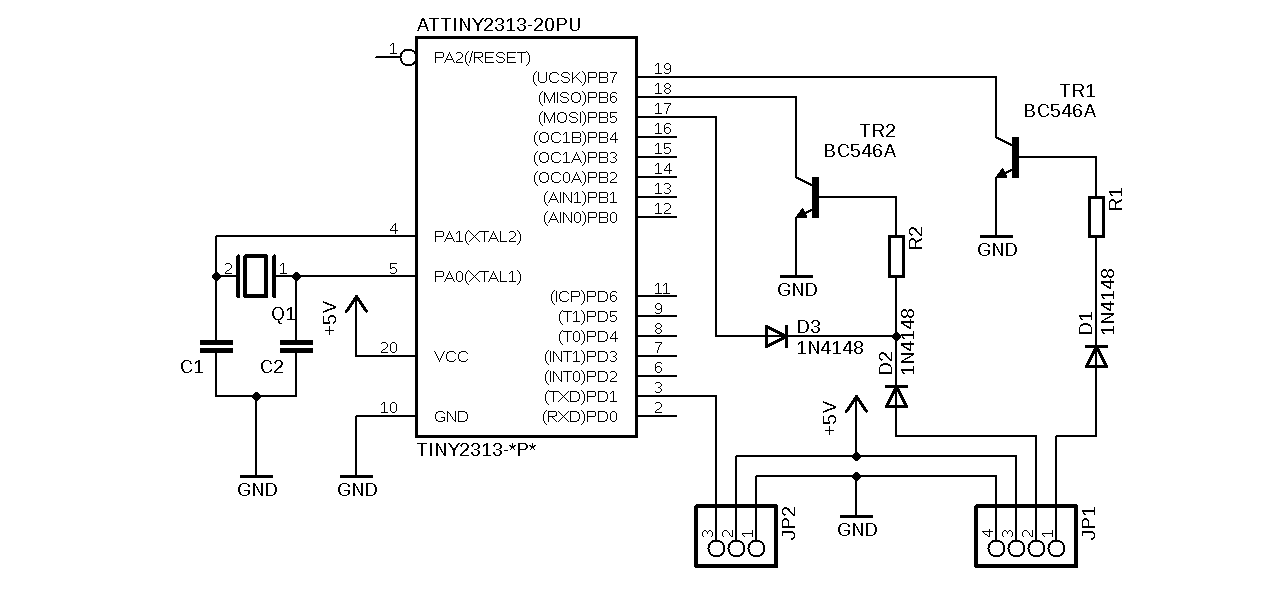 ATTINY2313-20PU
1
PA2(/RESET)
(UCSK)PB7
19
(MISO)PB6
18
(MOSI)PB5
17
(OC1B)PB4
16
(OC1A)PB3
15
(OC0A)PB2
14
(AIN1)PB1
13
(AIN0)PB0
12
TR1
BC546A
TR2
BC546A
R1
R2
GND
GND
4
PA1(XTAL2)
2
1
5
PA0(XTAL1)
Q1
+5V
C1
C2
20
VCC
10
GND
(ICP)PD6
11
(T1)PD5
9
(T0)PD4
8
(INT1)PD3
7
(INT0)PD2
6
(TXD)PD1
3
(RXD)PD0
2
D3
1N4148
D2
1N4148
D1
1N4148
+5V
TINY2313-*P*
GND
GND
GND
3
2
1
JP2
4
3
2
1
JP1